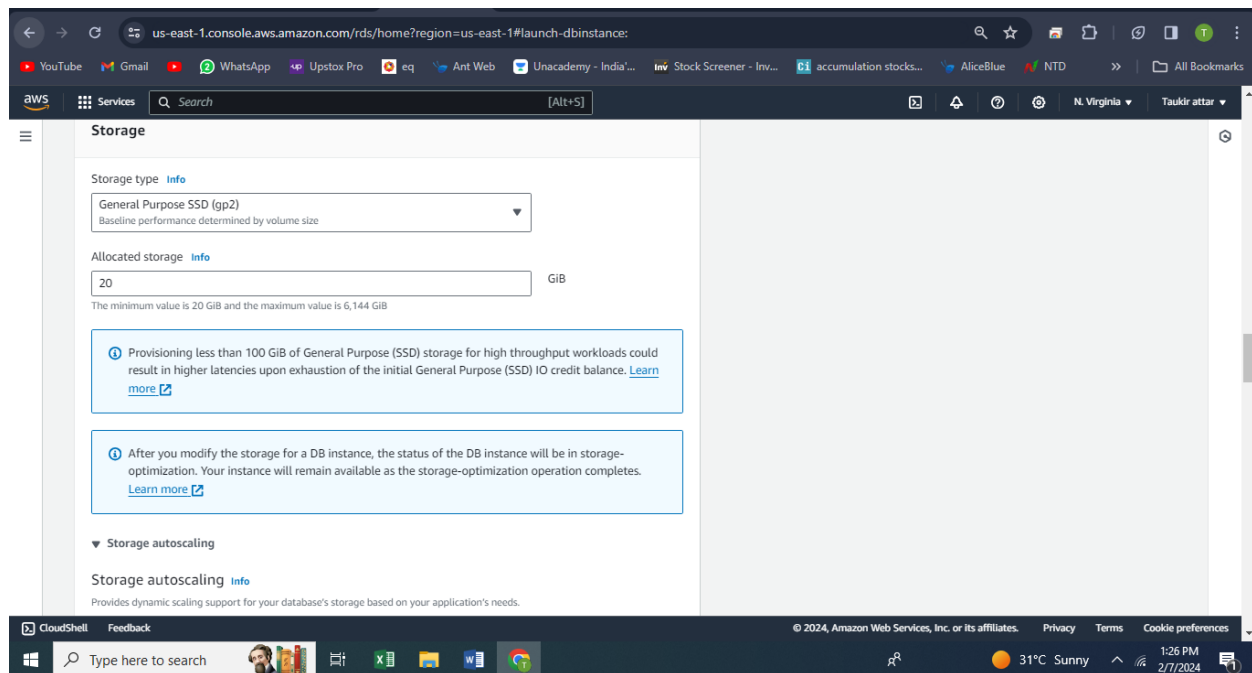 us-east-1.console.aws.amazon.com/rds/home?region=us-east-1#launch-dbinstance:
T
YouTube Gmail WhatsApp Upstox Pro eq Ant Web Unacademy - India'... Stock Screener - Inv... accumulation stocks... AliceBlue NTD » All Bookmarks
aws Services Search [Alt+S] N. Virginia Taukir attar
Storage
Storage type Info
General Purpose SSD (gp2)
Baseline performance determined by volume size
Allocated storage Info
20 GiB
The minimum value is 20 GiB and the maximum value is 6,144 GiB
Provisioning less than 100 GiB of General Purpose (SSD) storage for high throughput workloads could
result in higher latencies upon exhaustion of the initial General Purpose (SSD) IO credit balance. Learn
more
After you modify the storage for a DB instance, the status of the DB instance will be in storage-
optimization. Your instance will remain available as the storage-optimization operation completes.
Learn more
Storage autoscaling
Storage autoscaling Info
Provides dynamic scaling support for your database's storage based on your application's needs.
CloudShell Feedback © 2024, Amazon Web Services, Inc. or its affiliates. Privacy Terms Cookie preferences
Type here to search 31°C Sunny 1:26 PM
2/7/2024